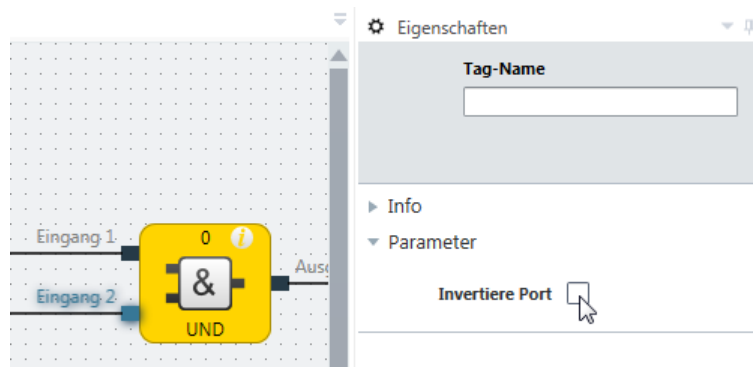 Eigenschaften
Tag-Name
Info
Parameter
Invertiere Port
Eingang 1
0 i
&
Eingang 2
UND